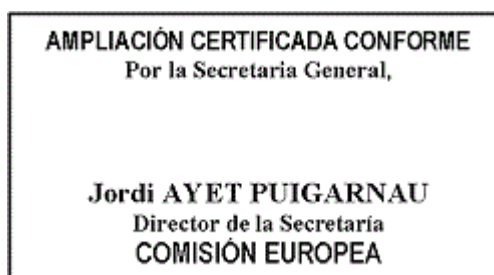 AMPLIACIÓN CERTIFICADA CONFORME
Por la Secretaria General,
Jordi AYET PUIGARNAU
Director de la Secretaría
COMISIÓN EUROPEA